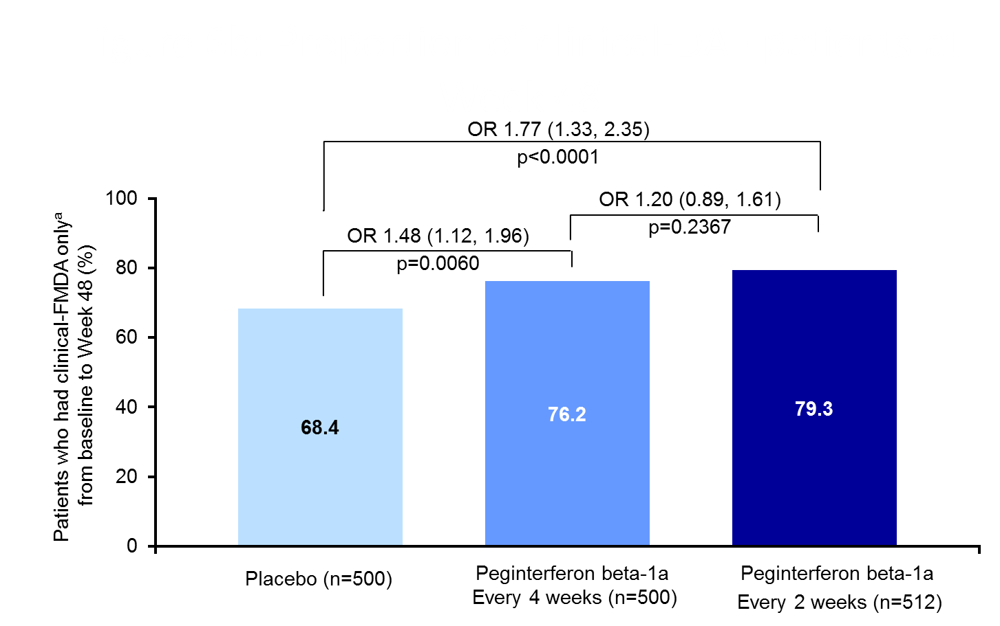 OR 1.77 (1.33, 2.35)
p<0.0001
OR 1.20 (0.89, 1.61)
p=0.2367
OR 1.48 (1.12, 1.96)
p=0.0060
Patients who had clinical-FMDA onlyᵃ
from baseline to Week 48 (%)
100
80
60
40
20
0
68.4
76.2
79.3
Placebo (n=500)
Peginterferon beta-1a
Every 4 weeks (n=500)
Peginterferon beta-1a
Every 2 weeks (n=512)